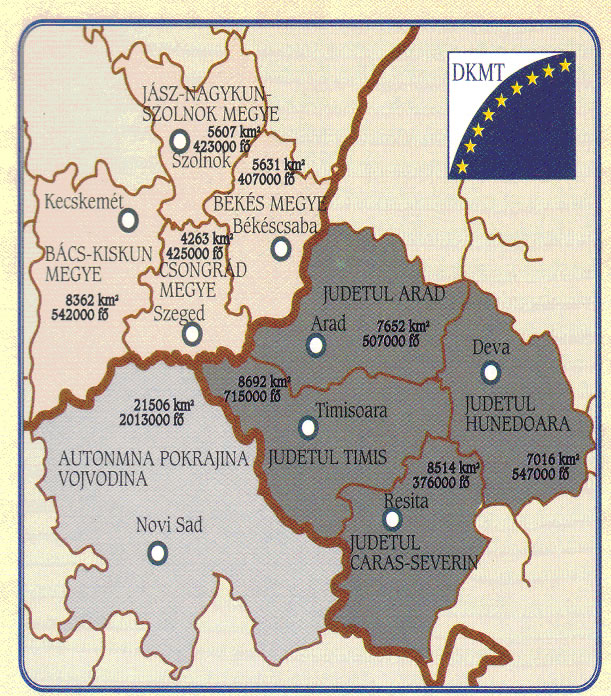 DKMT
JÁSZ-NAGYKUN-
SZOLNOK MEGYE
5607 km²
423000 fő
Szolnok
5631 km²
407000 fő
BEKÉS MEGYE
Békéscsaba
Kecskemét
BÁCS-KISKUN
MEGYE
8362 km²
542000 fő
4263 km²
425000 fő
CSONGRÁD
MEGYE
Szeged
JUDETUL ARAD
Arad
7652 km²
507000 fő
Deva
JUDETUL
HUNEDOARA
7016 km²
547000 fő
8692 km²
715000 fő
Timisoara
JUDETUL TIMIS
8514 km²
376000 fő
Resita
JUDETUL
CARAS-SEVERIN
21506 km²
2013000 fő
AUTONMNA POKRAJINA
VOJVODINA
Novi Sad